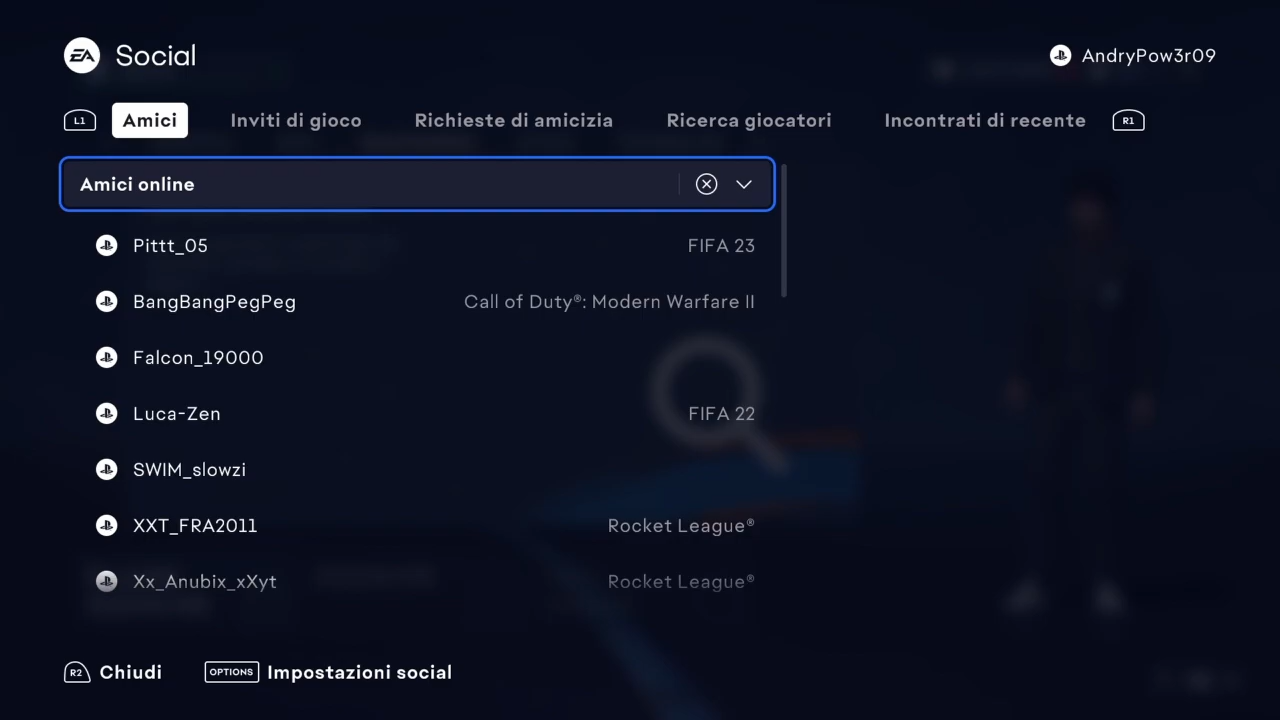 EA Social
AndryPow3r09
L1 Amici Inviti di gioco Richieste di amicizia Ricerca giocatori Incontrati di recente R1
Amici online
Pittt_05 FIFA 23
BangBangPegPeg Call of Duty®: Modern Warfare II
Falcon_19000
Luca-Zen FIFA 22
SWIM_slowzi
XXT_FRA2011 Rocket League®
Xx_Anubix_xXyt Rocket League®
R2 Chiudi OPTIONS Impostazioni social